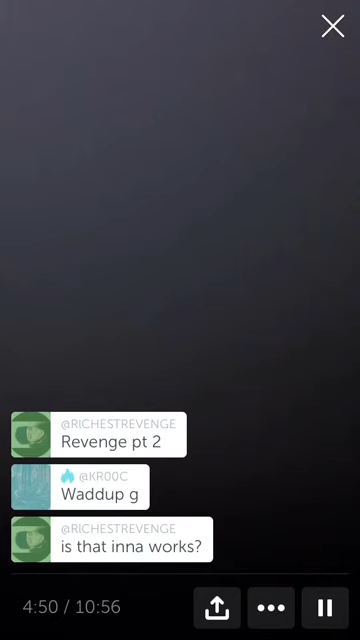 @RICHESTREVENGE
Revenge pt 2
@KR00C
Waddup g
@RICHESTREVENGE
is that inna works?
4:50 / 10:56